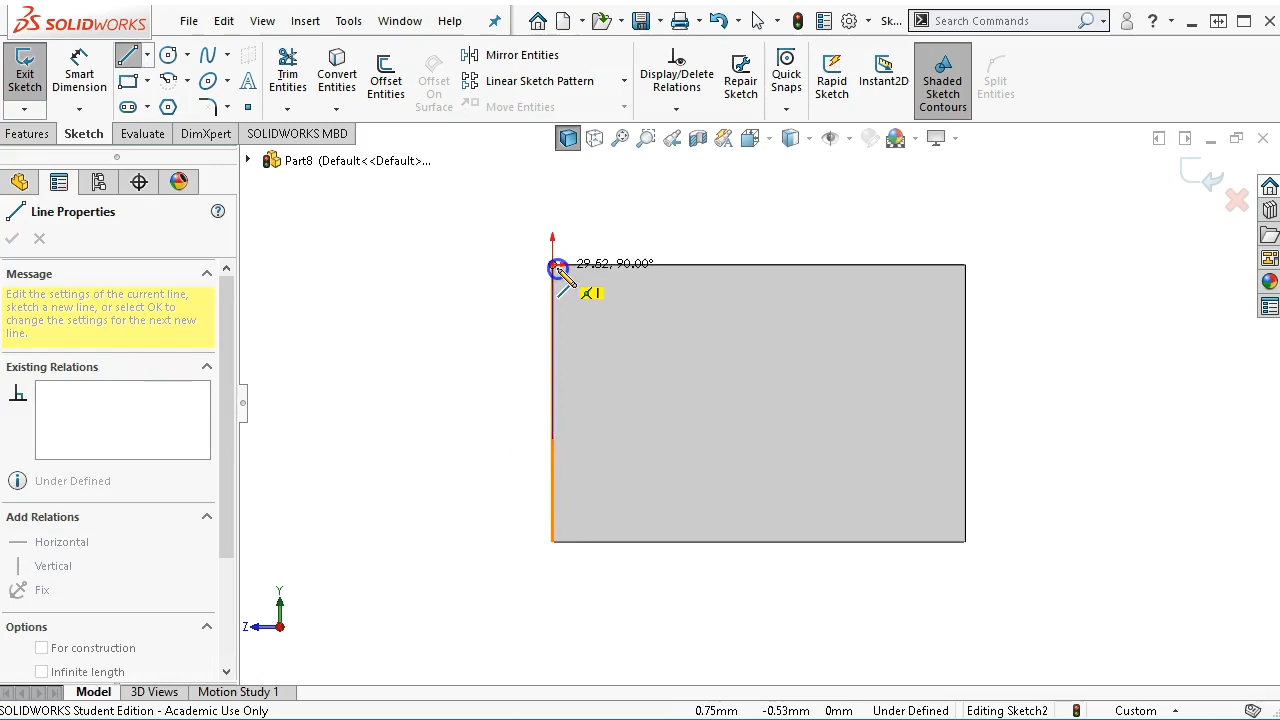 SOLIDWORKS
File Edit View Insert Tools Window Help
Sk...
Search Commands
Exit Sketch
Smart Dimension
Trim Entities
Convert Entities
Offset Entities
Offset On Surface
Mirror Entities
Linear Sketch Pattern
Move Entities
Display/Delete Relations
Repair Sketch
Quick Snaps
Rapid Sketch
Instant2D
Shaded Sketch Contours
Split Entities
Features Sketch Evaluate DimXpert SOLIDWORKS MBD
Part8 (Default<<Default>...
Line Properties
Message
Edit the settings of the current line,
sketch a new line, or select OK to
change the settings for the next new
line.
Existing Relations
Under Defined
Add Relations
Horizontal
Vertical
Fix
Options
For construction
Infinite length
29.52, 90.00°
Y
Z
Model 3D Views Motion Study 1
SOLIDWORKS Student Edition - Academic Use Only
0.75mm -0.53mm 0mm Under Defined Editing Sketch2 Custom